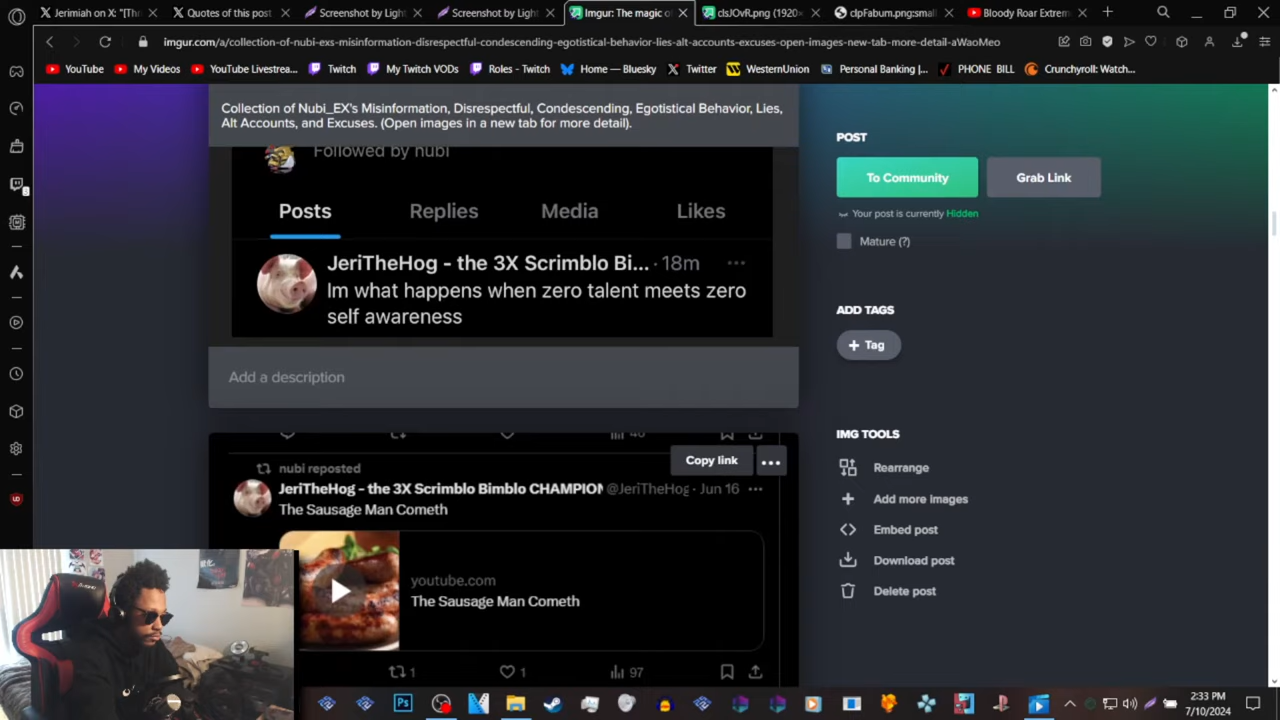 Jerimiah on X: "[Thr
Quotes of this post
Screenshot by Light
Screenshot by Light
Imgur: The magic o
clsJOvR.png (1920×
clpFabum.png:small
Bloody Roar Extrem
imgur.com/a/collection-of-nubi-exs-misinformation-disrespectful-condescending-egotistical-behavior-lies-alt-accounts-excuses-open-images-new-tab-more-detail-aWaoMeo
YouTube
My Videos
YouTube Livestrea...
Twitch
My Twitch VODs
Roles - Twitch
Home — Bluesky
Twitter
WesternUnion
Personal Banking |...
PHONE BILL
Crunchyroll: Watch...
Collection of Nubi_EX's Misinformation, Disrespectful, Condescending, Egotistical Behavior, Lies,
Alt Accounts, and Excuses. (Open images in a new tab for more detail).
Followed by nubi
Posts Replies Media Likes
JeriTheHog - the 3X Scrimblo Bi... · 18m
Im what happens when zero talent meets zero
self awareness
Add a description
Copy link
nubi reposted
JeriTheHog - the 3X Scrimblo Bimblo CHAMPION @JeriTheHog · Jun 16
The Sausage Man Cometh
youtube.com
The Sausage Man Cometh
1
1
97
POST
To Community
Grab Link
Your post is currently Hidden
Mature (?)
ADD TAGS
+ Tag
IMG TOOLS
Rearrange
Add more images
Embed post
Download post
Delete post
Ps
2:33 PM
7/10/2024